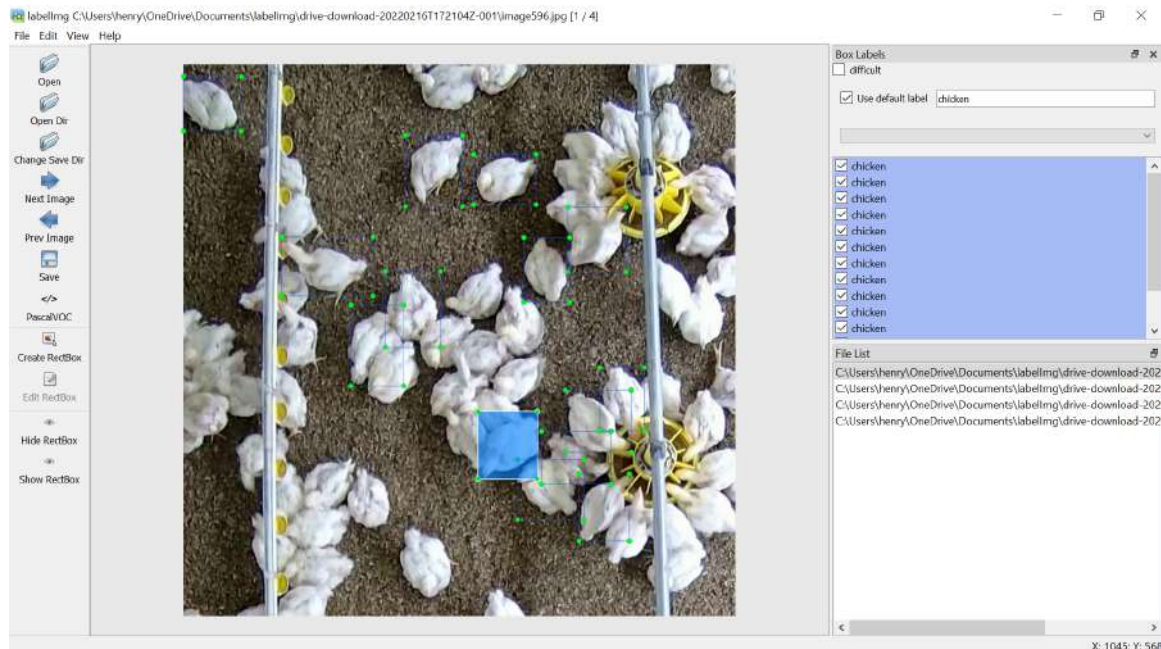 labelImg C:\Users\henry\OneDrive\Documents\labelImg\drive-download-20220216T172104Z-001\image596.jpg [1 / 4]
File Edit View Help
Open
Open Dir
Change Save Dir
Next Image
Prev Image
Save
</>
PascalVOC
Create RectBox
Edit RectBox
Hide RectBox
Show RectBox
Box Labels
difficult
Use default label chicken
chicken
chicken
chicken
chicken
chicken
chicken
chicken
chicken
chicken
chicken
chicken
File List
C:\Users\henry\OneDrive\Documents\labelImg\drive-download-202
C:\Users\henry\OneDrive\Documents\labelImg\drive-download-202
C:\Users\henry\OneDrive\Documents\labelImg\drive-download-202
C:\Users\henry\OneDrive\Documents\labelImg\drive-download-202
X: 1045; Y: 568